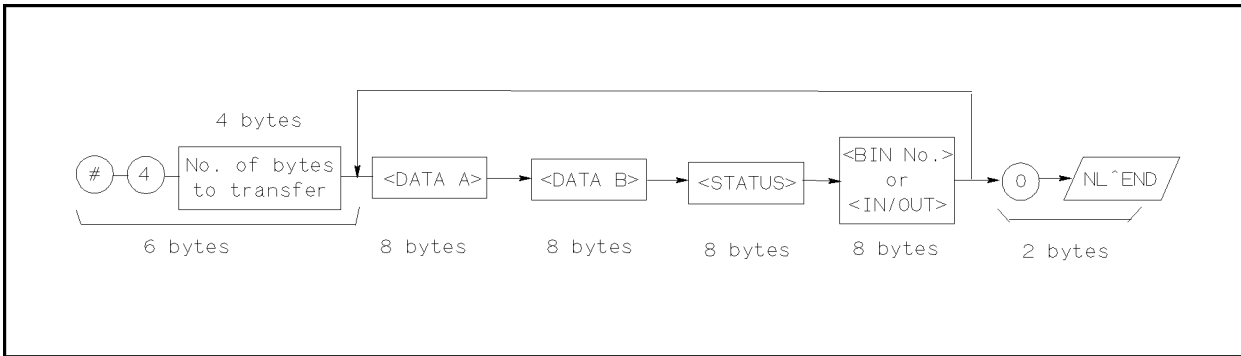 4 bytes
#
4
No. of bytes
to transfer
<DATA A>
<DATA B>
<STATUS>
<BIN No.>
or
<IN/OUT>
0
NL^END
6 bytes
8 bytes
8 bytes
8 bytes
8 bytes
2 bytes